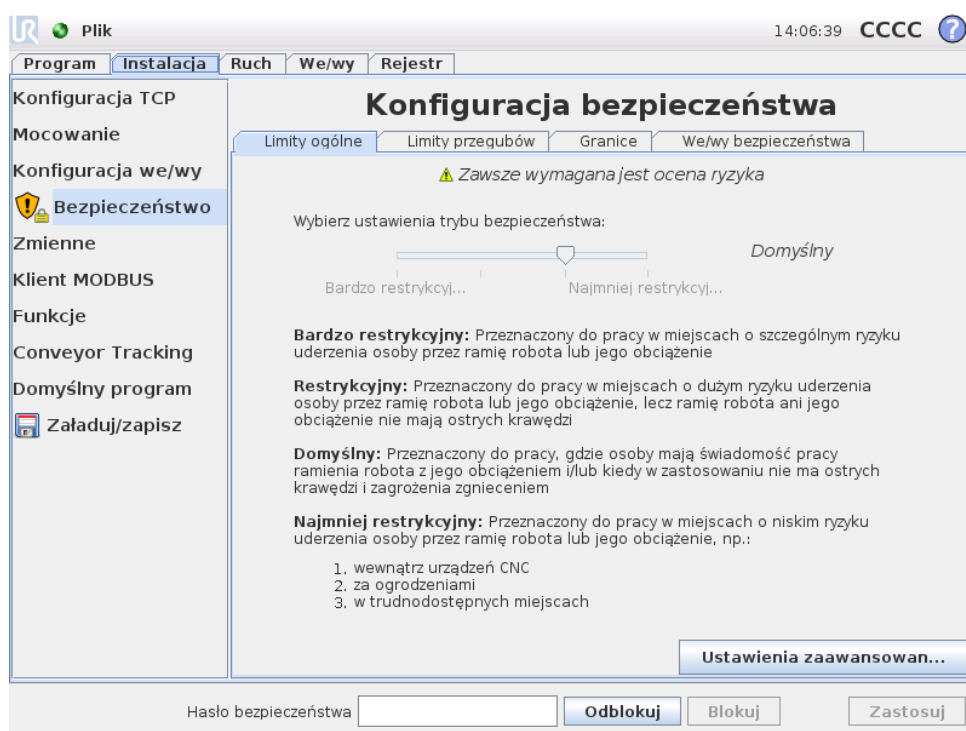 UR Plik 14:06:39 CCCC ?
Program Instalacja Ruch We/wy Rejestr
Konfiguracja TCP
Mocowanie
Konfiguracja we/wy
Bezpieczeństwo
Zmienne
Klient MODBUS
Funkcje
Conveyor Tracking
Domyślny program
Załaduj/zapisz
Konfiguracja bezpieczeństwa
Limity ogólne Limity przegubów Granice We/wy bezpieczeństwa
Zawsze wymagana jest ocena ryzyka
Wybierz ustawienia trybu bezpieczeństwa:
Domyślny
Bardzo restrykcyj... Najmniej restrykcyj...
Bardzo restrykcyjny: Przeznaczony do pracy w miejscach o szczególnym ryzyku
uderzenia osoby przez ramię robota lub jego obciążenie
Restrykcyjny: Przeznaczony do pracy w miejscach o dużym ryzyku uderzenia
osoby przez ramię robota lub jego obciążenie, lecz ramię robota ani jego
obciążenie nie mają ostrych krawędzi
Domyślny: Przeznaczony do pracy, gdzie osoby mają świadomość pracy
ramienia robota z jego obciążeniem i/lub kiedy w zastosowaniu nie ma ostrych
krawędzi i zagrożenia zgnieceniem
Najmniej restrykcyjny: Przeznaczony do pracy w miejscach o niskim ryzyku
uderzenia osoby przez ramię robota lub jego obciążenie, np.:
1. wewnątrz urządzeń CNC
2. za ogrodzeniami
3. w trudnodostępnych miejscach
Ustawienia zaawansowan...
Hasło bezpieczeństwa Odblokuj Blokuj Zastosuj